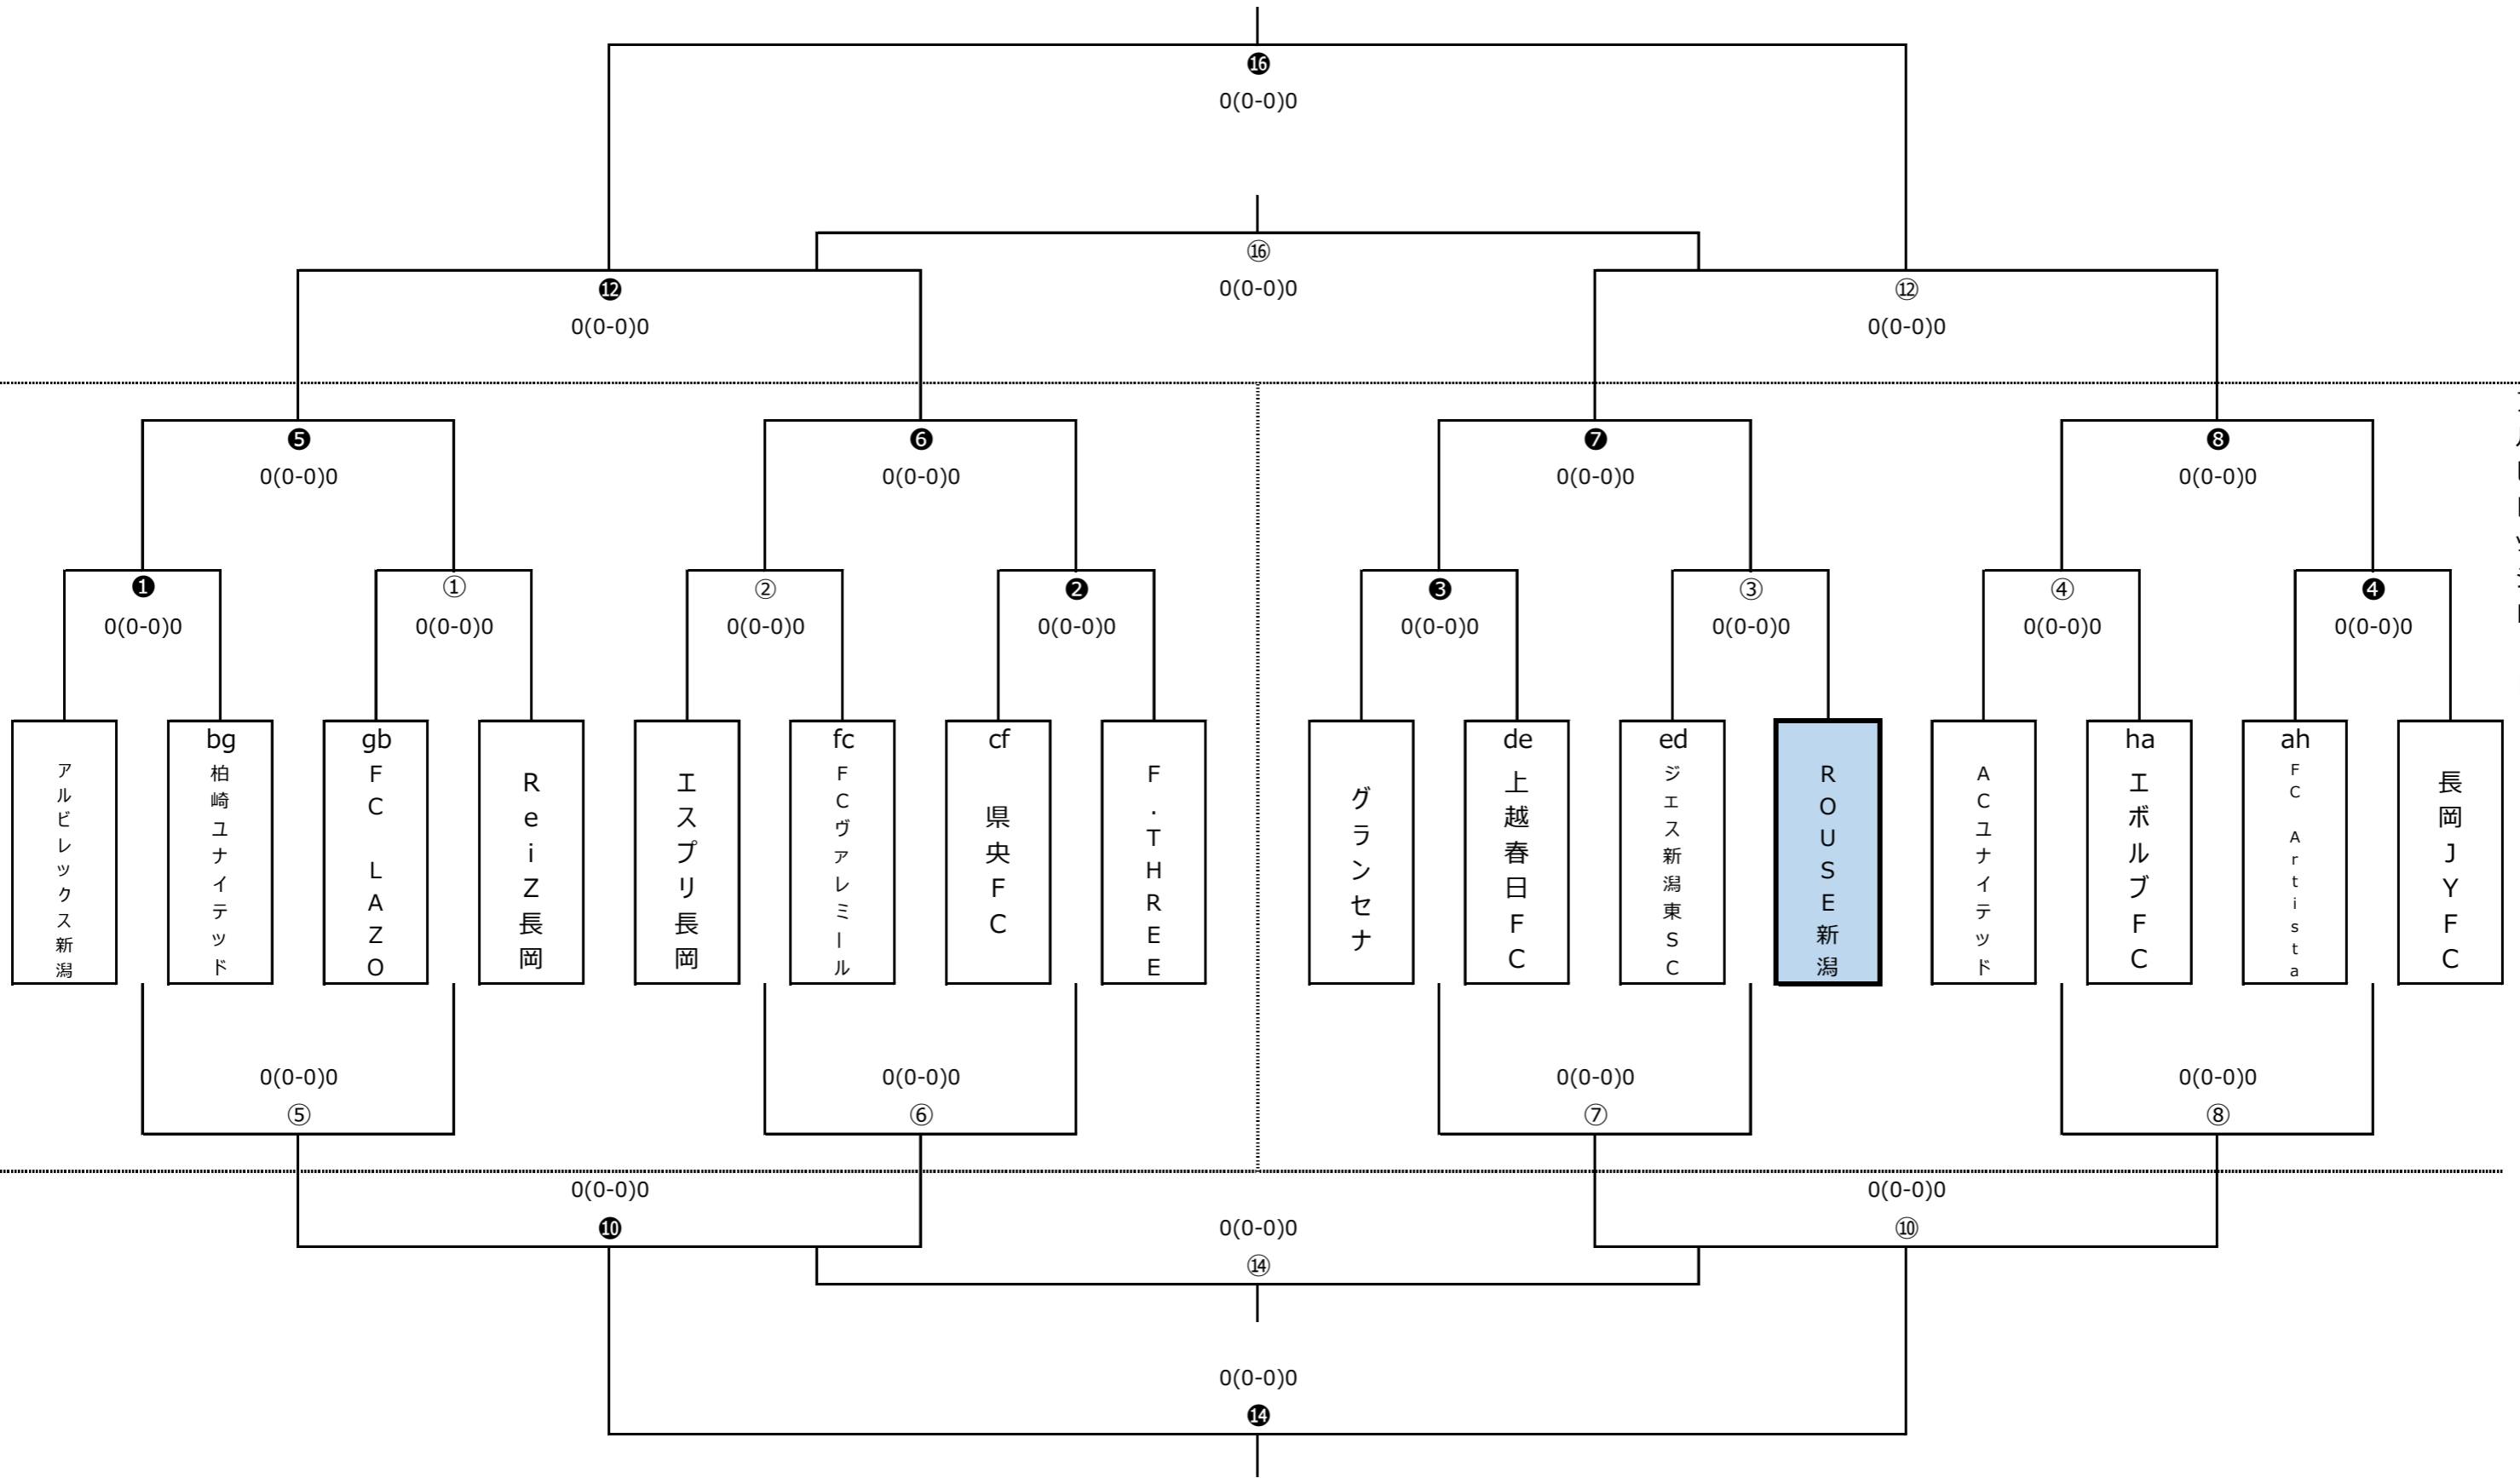 ⓰
0(0-0)0
⑯
0(0-0)0
⓬
0(0-0)0
⑫
0(0-0)0
❺
0(0-0)0
❻
0(0-0)0
❼
0(0-0)0
❽
0(0-0)0
❶
0(0-0)0
①
0(0-0)0
②
0(0-0)0
❷
0(0-0)0
❸
0(0-0)0
③
0(0-0)0
④
0(0-0)0
❹
0(0-0)0
アルビレックス新潟
bg
柏崎ユナイテッド
gb
FC LAZO
ReiZ長岡
エスプリ長岡
fc
FCヴァレミール
cf
県央FC
F.THREE
グランセナ
de
上越春日FC
ed
ジェス新潟東SC
ROUSE新潟
ACユナイテッド
ha
エボルブFC
ah
FC Artista
長岡JYFC
0(0-0)0
⑤
0(0-0)0
⑥
0(0-0)0
⑦
0(0-0)0
⑧
0(0-0)0
❿
0(0-0)0
⑩
0(0-0)0
⑭
0(0-0)0
⓮